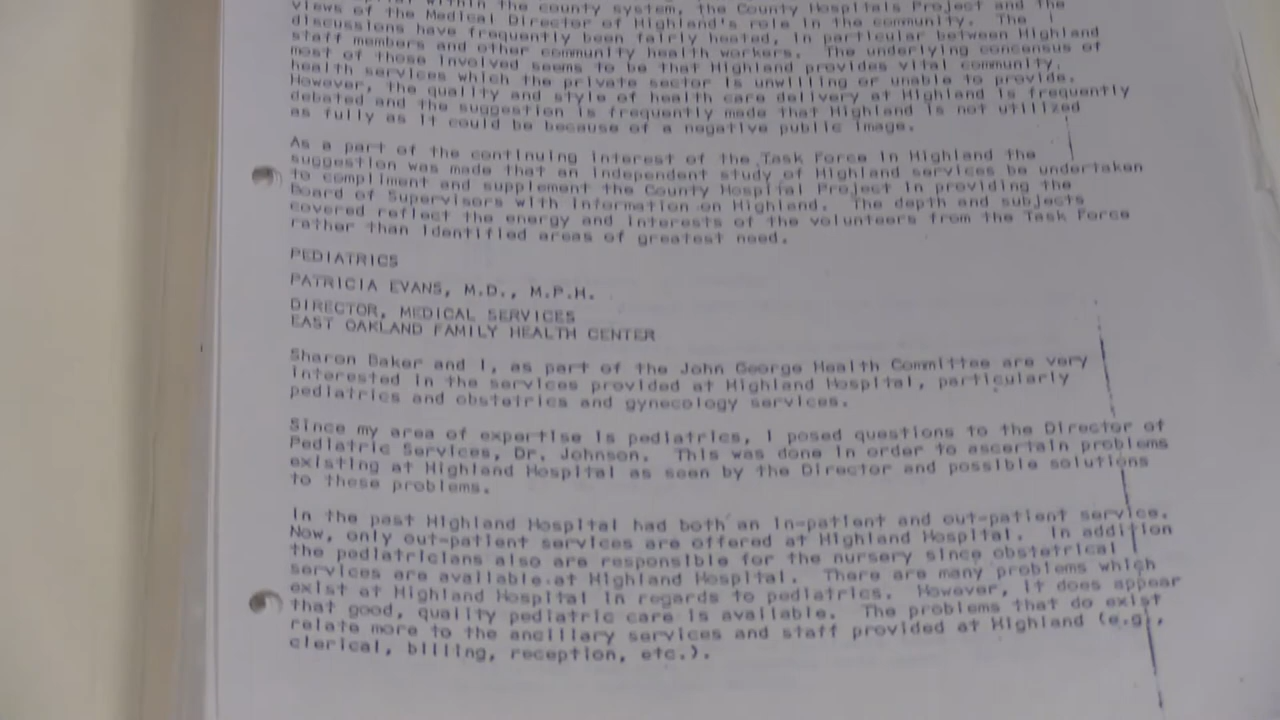 within the county system, the County Hospitals Project and the
views of the Medical Director of Highland's role in the community. The
discussions have frequently been fairly heated, in particular between Highland
staff members and other community health workers. The underlying concensus of
most of those involved seems to be that Highland provides vital community
health services which the private sector is unwilling or unable to provide.
However, the quality and style of health care delivery at Highland is frequently
debated and the suggestion is frequently made that Highland is not utilized
as fully as it could be because of a negative public image.
As a part of the continuing interest of the Task Force in Highland the
suggestion was made that an independent study of Highland services be undertaken
to compliment and supplement the County Hospital Project in providing the
Board of Supervisors with information on Highland. The depth and subjects
covered reflect the energy and interests of the volunteers from the Task Force
rather than identified areas of greatest need.
PEDIATRICS
PATRICIA EVANS, M.D., M.P.H.
DIRECTOR, MEDICAL SERVICES
EAST OAKLAND FAMILY HEALTH CENTER
Sharon Baker and I, as part of the John George Health Committee are very
interested in the services provided at Highland Hospital, particularly
pediatrics and obstetrics and gynecology services.
Since my area of expertise is pediatrics, I posed questions to the Director of
Pediatric Services, Dr. Johnson. This was done in order to ascertain problems
existing at Highland Hospital as seen by the Director and possible solutions
to these problems.
In the past Highland Hospital had both an in-patient and out-patient service.
Now, only out-patient services are offered at Highland Hospital. In addition
the pediatricians also are responsible for the nursery since obstetrical
services are available at Highland Hospital. There are many problems which
exist at Highland Hospital in regards to pediatrics. However, it does appear
that good, quality pediatric care is available. The problems that do exist
relate more to the ancillary services and staff provided at Highland (e.g.,
clerical, billing, reception, etc.).